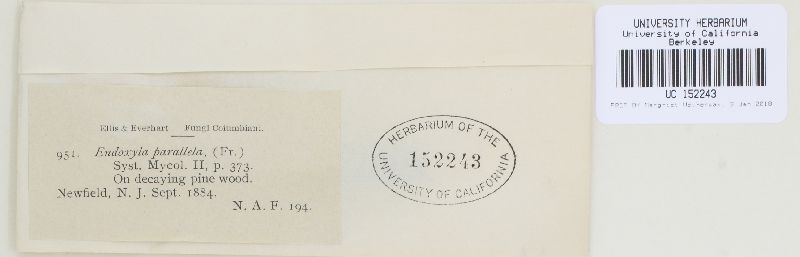 Ellis & Everhart — Fungi Columbiani.
951. Endoxyla parallela, (Fr.)
Syst. Mycol. II, p. 373.
On decaying pine wood.
Newfield, N. J. Sept. 1884.
N. A. F. 194.
HERBARIUM OF THE
152243
UNIVERSITY OF CALIFORNIA
UNIVERSITY HERBARIUM
University of California
Berkeley
UC 152243
2018